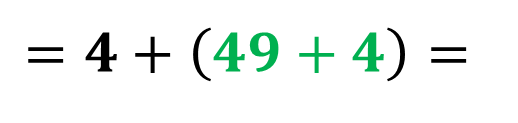 = 4 + (49 + 4) =